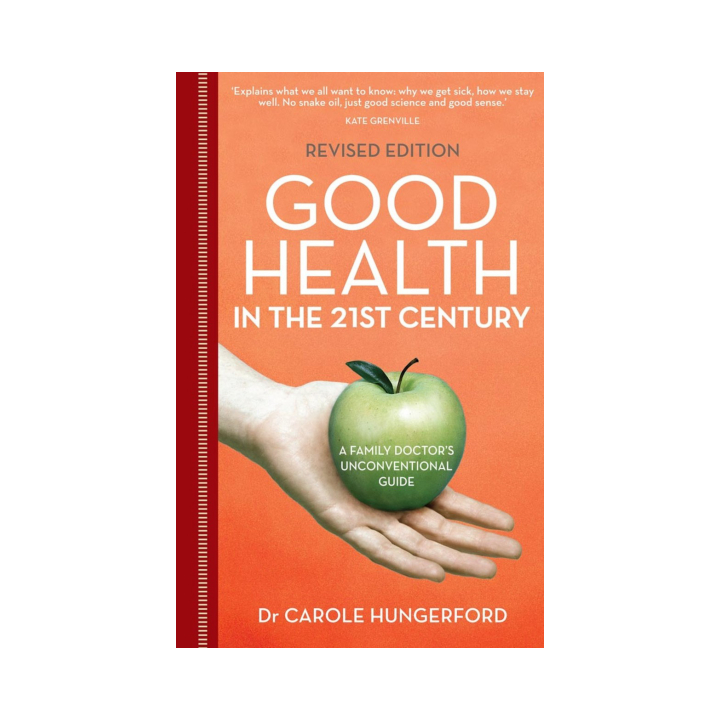 'Explains what we all want to know: why we get sick, how we stay
well. No snake oil, just good science and good sense.'
KATE GRENVILLE
REVISED EDITION
GOOD
HEALTH
IN THE 21ST CENTURY
A FAMILY DOCTOR'S
UNCONVENTIONAL
GUIDE
Dr CAROLE HUNGERFORD